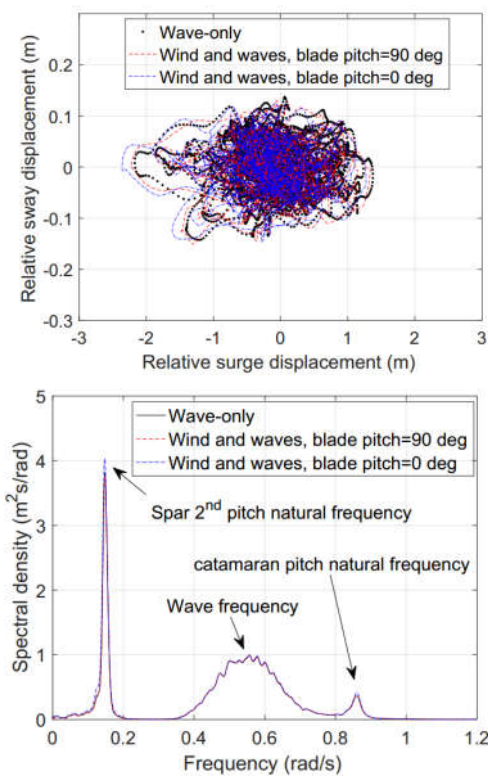 Wave-only
Wind and waves, blade pitch=90 deg
Wind and waves, blade pitch=0 deg
Relative sway displacement (m)
0.2
0.1
0
-0.1
-0.2
-0.3
-3 -2 -1 0 1 2 3
Relative surge displacement (m)
Wave-only
Wind and waves, blade pitch=90 deg
Wind and waves, blade pitch=0 deg
Spar 2nd pitch natural frequency
catamaran pitch natural frequency
Wave frequency
Spectral density (m2s/rad)
5
4
3
2
1
0
0 0.2 0.4 0.6 0.8 1.0 1.2
Frequency (rad/s)